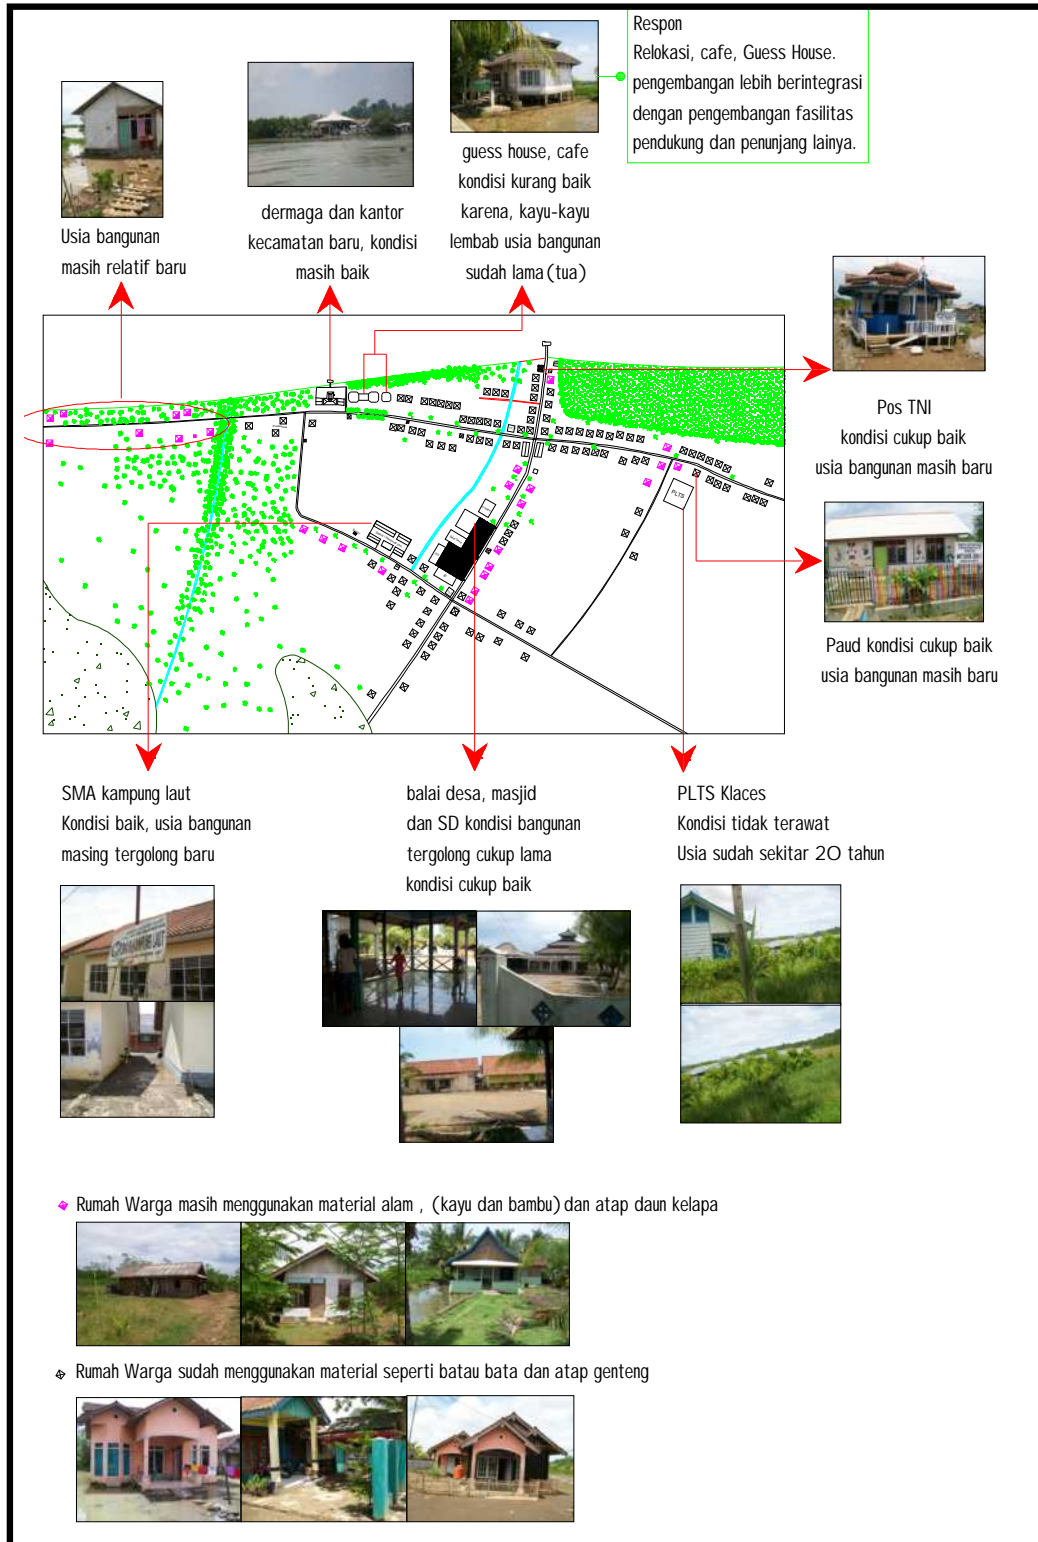 Respon
Relokasi, cafe, Guess House.
pengembangan lebih berintegrasi
dengan pengembangan fasilitas
pendukung dan penunjang lainya.
guess house, cafe
kondisi kurang baik
karena, kayu-kayu
lembab usia bangunan
sudah lama (tua)
dermaga dan kantor
kecamatan baru, kondisi
masih baik
Usia bangunan
masih relatif baru
Pos TNI
kondisi cukup baik
usia bangunan masih baru
PLTS
Paud kondisi cukup baik
usia bangunan masih baru
SMA kampung laut
Kondisi baik, usia bangunan
masing tergolong baru
balai desa, masjid
dan SD kondisi bangunan
tergolong cukup lama
kondisi cukup baik
PLTS Klaces
Kondisi tidak terawat
Usia sudah sekitar 20 tahun
Rumah Warga masih menggunakan material alam , (kayu dan bambu) dan atap daun kelapa
Rumah Warga sudah menggunakan material seperti batau bata dan atap genteng